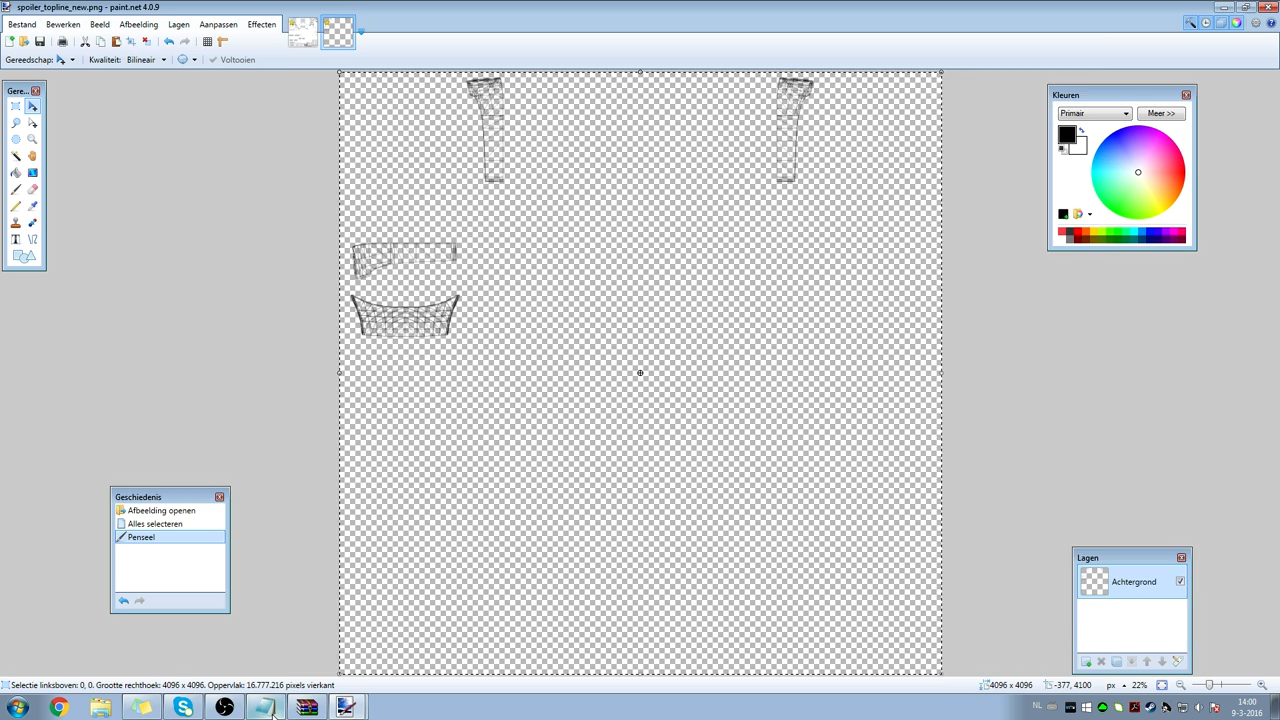 spoiler_topline_new.png - paint.net 4.0.9
Bestand Bewerken Beeld Afbeelding Lagen Aanpassen Effecten
Gereedschap: Kwaliteit: Bilineair Voltooien
Gere...
Kleuren
Primair Meer >>
Geschiedenis
Afbeelding openen
Alles selecteren
Penseel
Lagen
Achtergrond
Selectie linksboven: 0, 0. Grootte rechthoek: 4096 x 4096. Oppervlak: 16.777.216 pixels vierkant 4096 x 4096 -377, 4100 px 22%
NL 14:00
9-3-2016